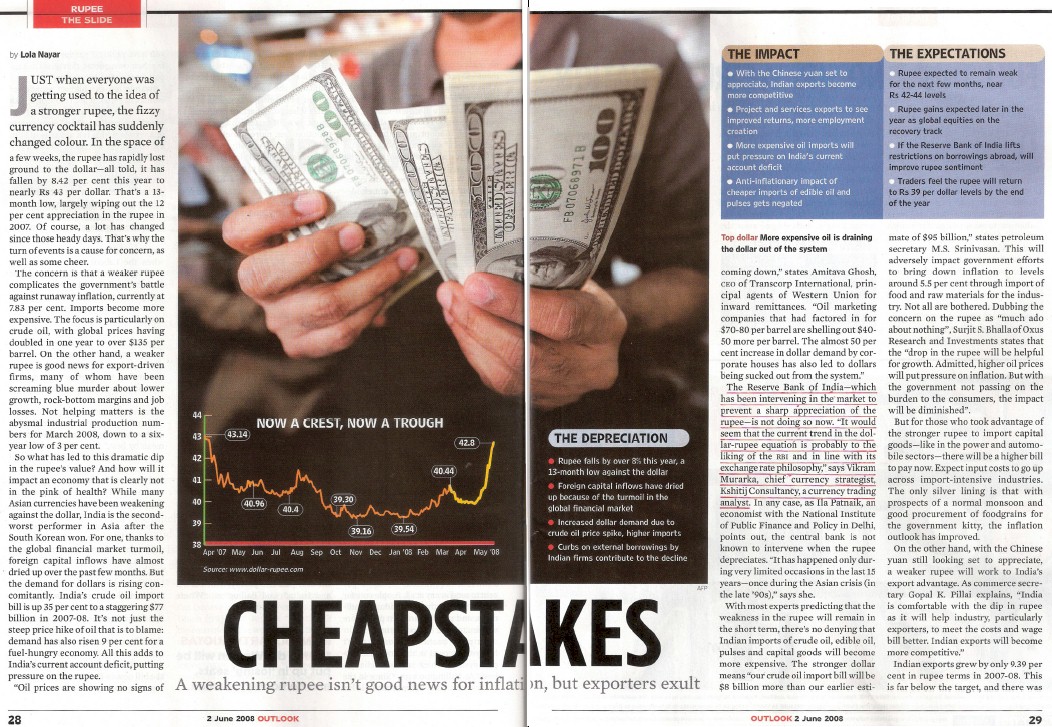 RUPEE
THE SLIDE
by Lola Nayar
JUST when everyone was
getting used to the idea of
a stronger rupee, the fizzy
currency cocktail has suddenly
changed colour. In the space of
a few weeks, the rupee has rapidly lost
ground to the dollar—all told, it has
fallen by 8.42 per cent this year to
nearly Rs 43 per dollar. That's a 13-
month low, largely wiping out the 12
per cent appreciation in the rupee in
2007. Of course, a lot has changed
since those heady days. That's why the
turn of events is a cause for concern, as
well as some cheer.
The concern is that a weaker rupee
complicates the government's battle
against runaway inflation, currently at
7.83 per cent. Imports become more
expensive. The focus is particularly on
crude oil, with global prices having
doubled in one year to over $135 per
barrel. On the other hand, a weaker
rupee is good news for export-driven
firms, many of whom have been
screaming blue murder about lower
growth, rock-bottom margins and job
losses. Not helping matters is the
abysmal industrial production num-
bers for March 2008, down to a six-
year low of 3 per cent.
So what has led to this dramatic dip
in the rupee's value? And how will it
impact an economy that is clearly not
in the pink of health? While many
Asian currencies have been weakening
against the dollar, India is the second-
worst performer in Asia after the
South Korean won. For one, thanks to
the global financial market turmoil,
foreign capital inflows have almost
dried up over the past few months. But
the demand for dollars is rising con-
comitantly. India's crude oil import
bill is up 35 per cent to a staggering $77
billion in 2007-08. It's not just the
steep price hike of oil that is to blame:
demand has also risen 9 per cent for a
fuel-hungry economy. All this adds to
India's current account deficit, putting
pressure on the rupee.
"Oil prices are showing no signs of
100
FB 07068971 B
100
THE UNITED STATES
OF AMERICA
NOW A CREST, NOW A TROUGH
44
43
42
41
40
39
38
43.14
40.96
40.4
39.30
39.16
39.54
40.44
42.8
Apr '07 May Jun Jul Aug Sep Oct Nov Dec Jan '08 Feb Mar Apr May '08
Source: www.dollar-rupee.com
THE DEPRECIATION
Rupee falls by over 8% this year, a
13-month low against the dollar
Foreign capital inflows have dried
up because of the turmoil in the
global financial market
Increased dollar demand due to
crude oil price spike, higher imports
Curbs on external borrowings by
Indian firms contribute to the decline
AFP
CHEAPSTAKES
A weakening rupee isn't good news for inflation, but exporters exult
THE IMPACT
With the Chinese yuan set to
appreciate, Indian exports become
more competitive
Project and services exports to see
improved returns, more employment
creation
More expensive oil imports will
put pressure on India's current
account deficit
Anti-inflationary impact of
cheaper imports of edible oil and
pulses gets negated
THE EXPECTATIONS
Rupee expected to remain weak
for the next few months, near
Rs 42-44 levels
Rupee gains expected later in the
year as global equities on the
recovery track
If the Reserve Bank of India lifts
restrictions on borrowings abroad, will
improve rupee sentiment
Traders feel the rupee will return
to Rs 39 per dollar levels by the end
of the year
Top dollar More expensive oil is draining
the dollar out of the system
coming down," states Amitava Ghosh,
CEO of Transcorp International, prin-
cipal agents of Western Union for
inward remittances. "Oil marketing
companies that had factored in for
$70-80 per barrel are shelling out $40-
50 more per barrel. The almost 50 per
cent increase in dollar demand by cor-
porate houses has also led to dollars
being sucked out from the system."
The Reserve Bank of India—which
has been intervening in the market to
prevent a sharp appreciation of the
rupee—is not doing so now. "It would
seem that the current trend in the dol-
lar-rupee equation is probably to the
liking of the RBI and in line with its
exchange rate philosophy," says Vikram
Murarka, chief currency strategist,
Kshitij Consultancy, a currency trading
analyst. In any case, as Ila Patnaik, an
economist with the National Institute
of Public Finance and Policy in Delhi,
points out, the central bank is not
known to intervene when the rupee
depreciates. "It has happened only dur-
ing very limited occasions in the last 15
years—once during the Asian crisis (in
the late '90s)," says she.
With most experts predicting that the
weakness in the rupee will remain in
the short term, there's no denying that
Indian imports of crude oil, edible oil,
pulses and capital goods will become
more expensive. The stronger dollar
means "our crude oil import bill will be
$8 billion more than our earlier esti-
mate of $95 billion," states petroleum
secretary M.S. Srinivasan. This will
adversely impact government efforts
to bring down inflation to levels
around 5.5 per cent through import of
food and raw materials for the indus-
try. Not all are bothered. Dubbing the
concern on the rupee as "much ado
about nothing", Surjit S. Bhalla of Oxus
Research and Investments states that
the "drop in the rupee will be helpful
for growth. Admitted, higher oil prices
will put pressure on inflation. But with
the government not passing on the
burden to the consumers, the impact
will be diminished".
But for those who took advantage of
the stronger rupee to import capital
goods—like in the power and automo-
bile sectors—there will be a higher bill
to pay now. Expect input costs to go up
across import-intensive industries.
The only silver lining is that with
prospects of a normal monsoon and
good procurement of foodgrains for
the government kitty, the inflation
outlook has improved.
On the other hand, with the Chinese
yuan still looking set to appreciate,
a weaker rupee will work to India's
export advantage. As commerce secre-
tary Gopal K. Pillai explains, "India
is comfortable with the dip in rupee
as it will help industry, particularly
exporters, to meet the costs and wage
bill better. Indian exports will become
more competitive."
Indian exports grew by only 9.39 per
cent in rupee terms in 2007-08. This
is far below the target, and there was
28
2 June 2008 OUTLOOK
OUTLOOK 2 June 2008
29